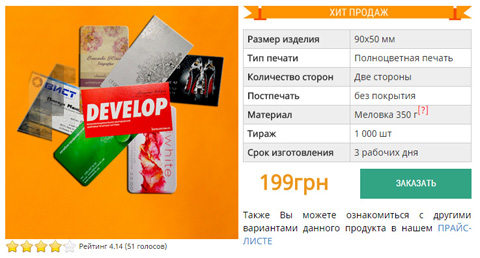 ХИТ ПРОДАЖ
Размер изделия 90х50 мм
Тип печати Полноцветная печать
Количество сторон Две стороны
Постпечать без покрытия
Материал Меловка 350 г[?]
Тираж 1 000 шт
Срок изготовления 3 рабочих дня
199грн ЗАКАЗАТЬ
Также Вы можете ознакомиться с другими
вариантами данного продукта в нашем ПРАЙС-
ЛИСТЕ
ВИСТ
DEVELOP
white
Рейтинг 4.14 (51 голосов)